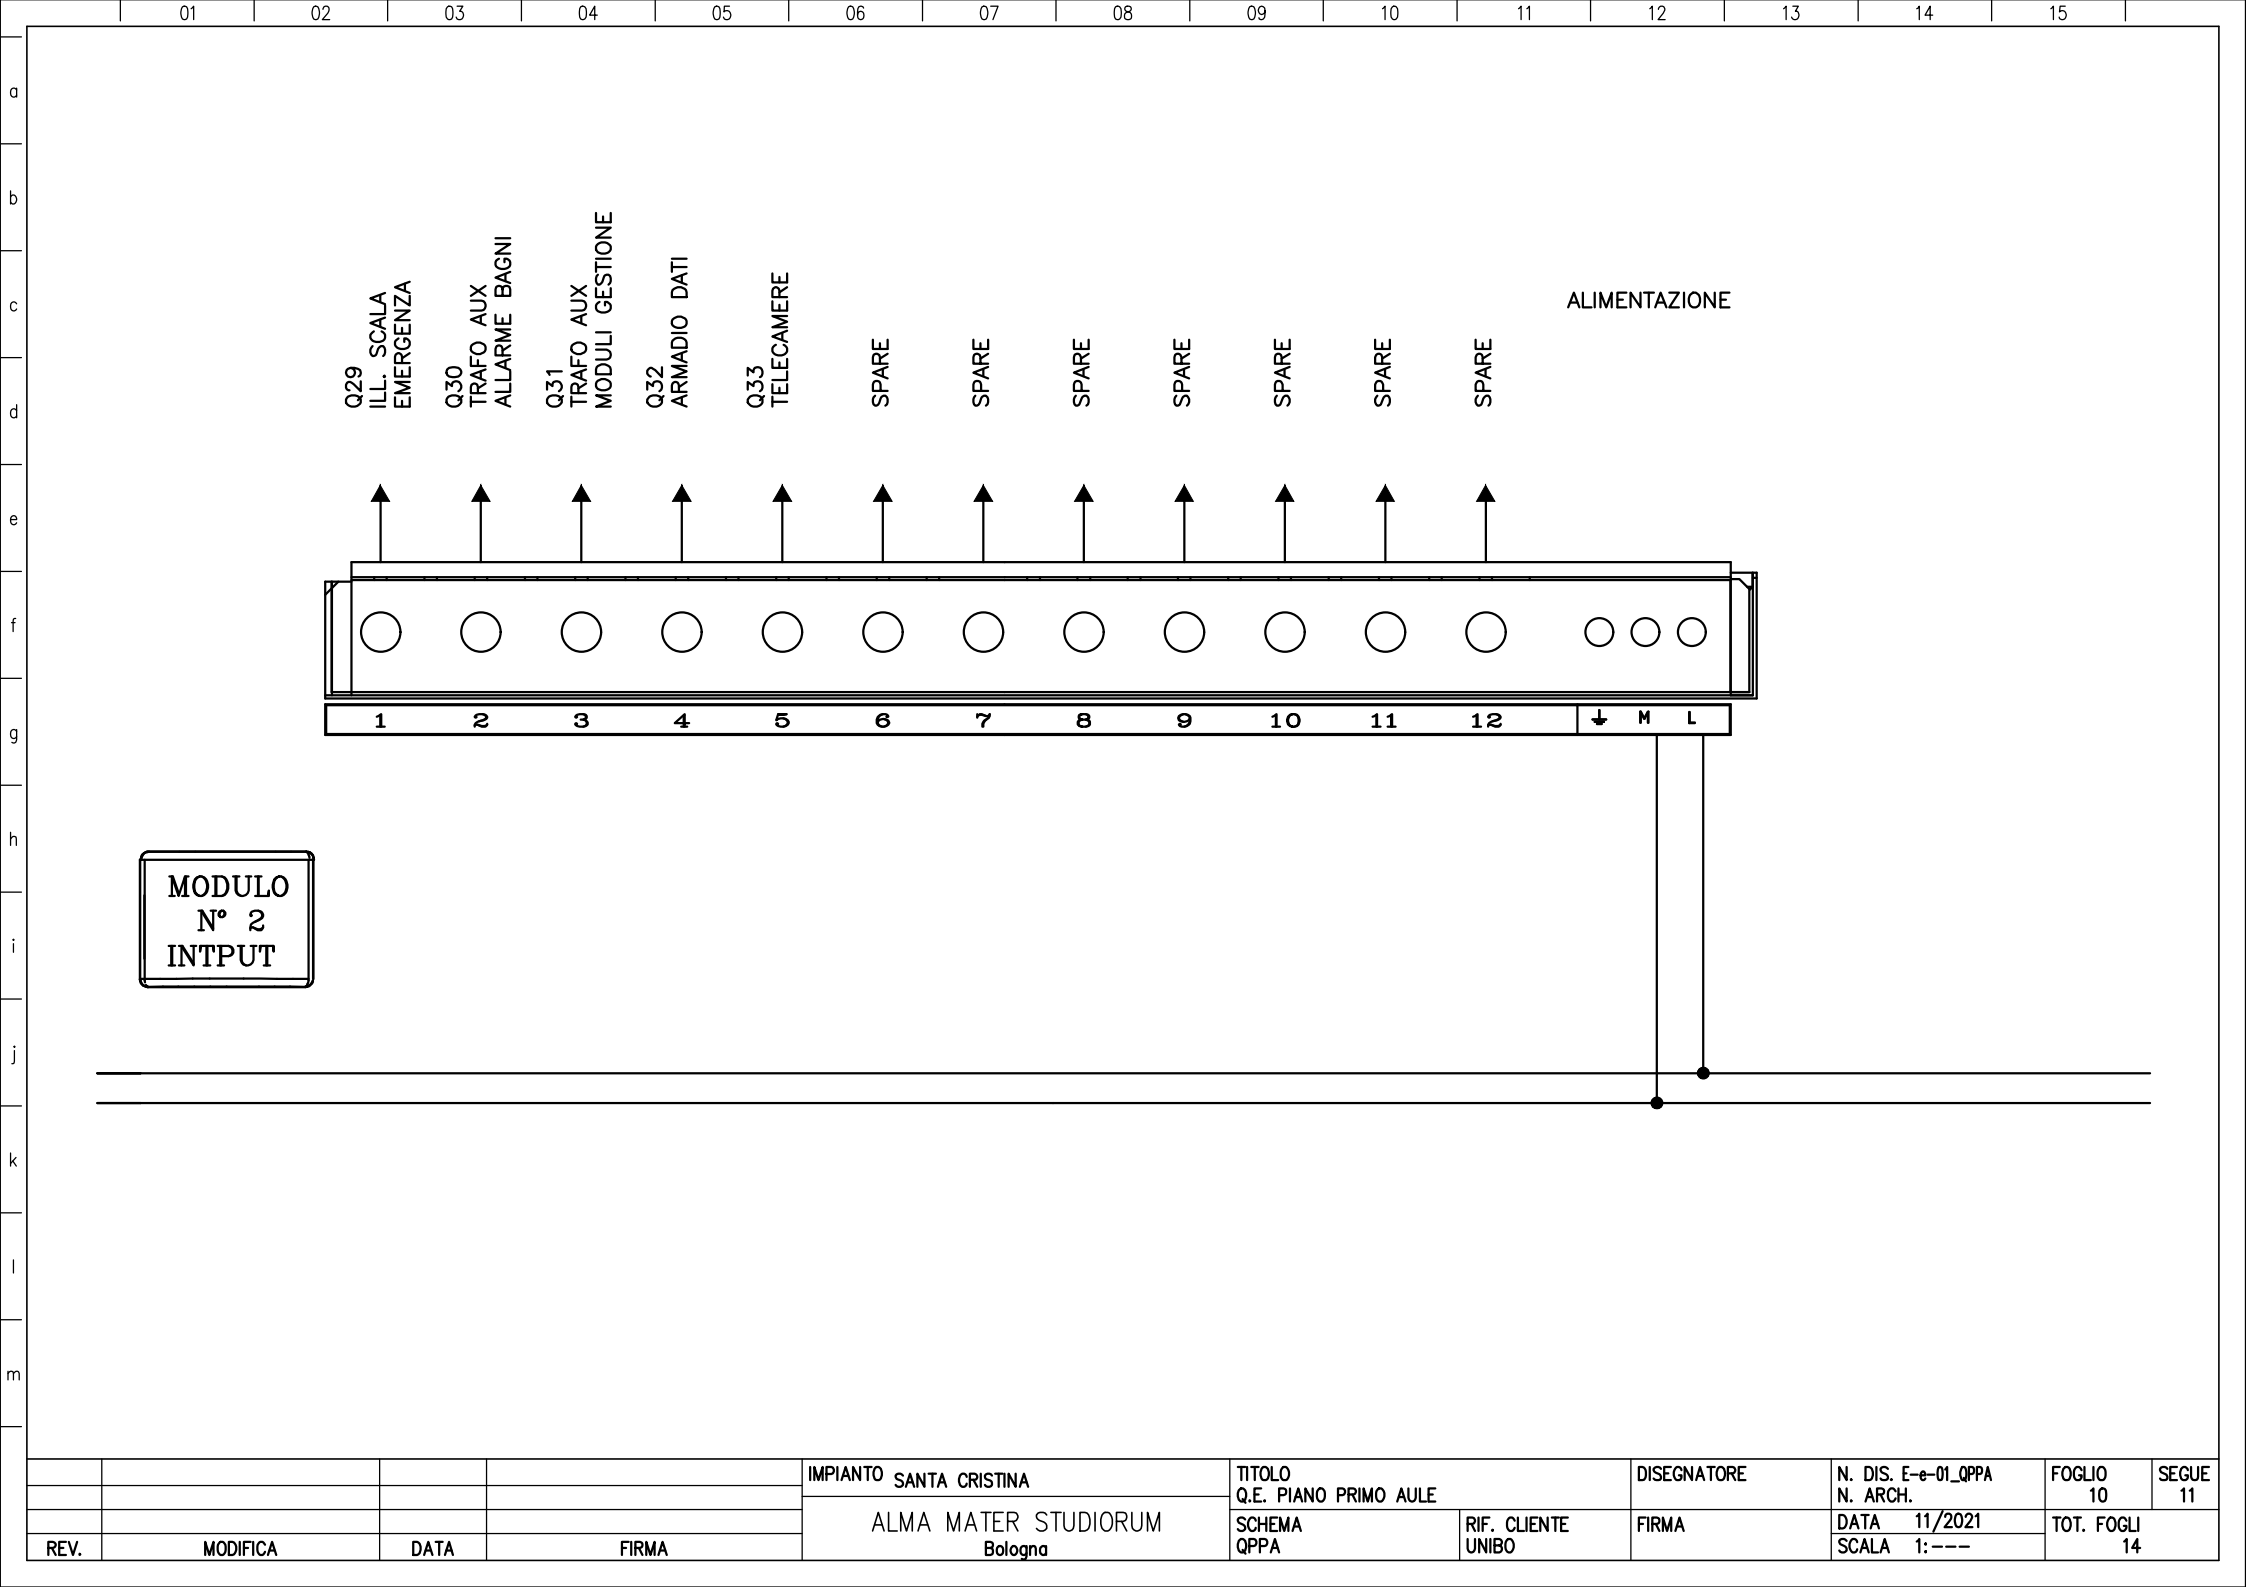 01 02 03 04 05 06 07 08 09 10 11 12 13 14 15
a
b
c
d
e
f
g
h
i
j
k
l
m
Q29
ILL. SCALA
EMERGENZA
Q30
TRAFO AUX
ALLARME BAGNI
Q31
TRAFO AUX
MODULI GESTIONE
Q32
ARMADIO DATI
Q33
TELECAMERE
SPARE
SPARE
SPARE
SPARE
SPARE
SPARE
SPARE
ALIMENTAZIONE
1 2 3 4 5 6 7 8 9 10 11 12 M L
MODULO
N° 2
INTPUT
REV. MODIFICA DATA FIRMA
IMPIANTO SANTA CRISTINA
ALMA MATER STUDIORUM
Bologna
TITOLO
Q.E. PIANO PRIMO AULE
SCHEMA
QPPA
RIF. CLIENTE
UNIBO
DISEGNATORE
FIRMA
N. DIS. E-e-01_QPPA
N. ARCH.
DATA 11/2021
SCALA 1:---
FOGLIO
10
SEGUE
11
TOT. FOGLI
14